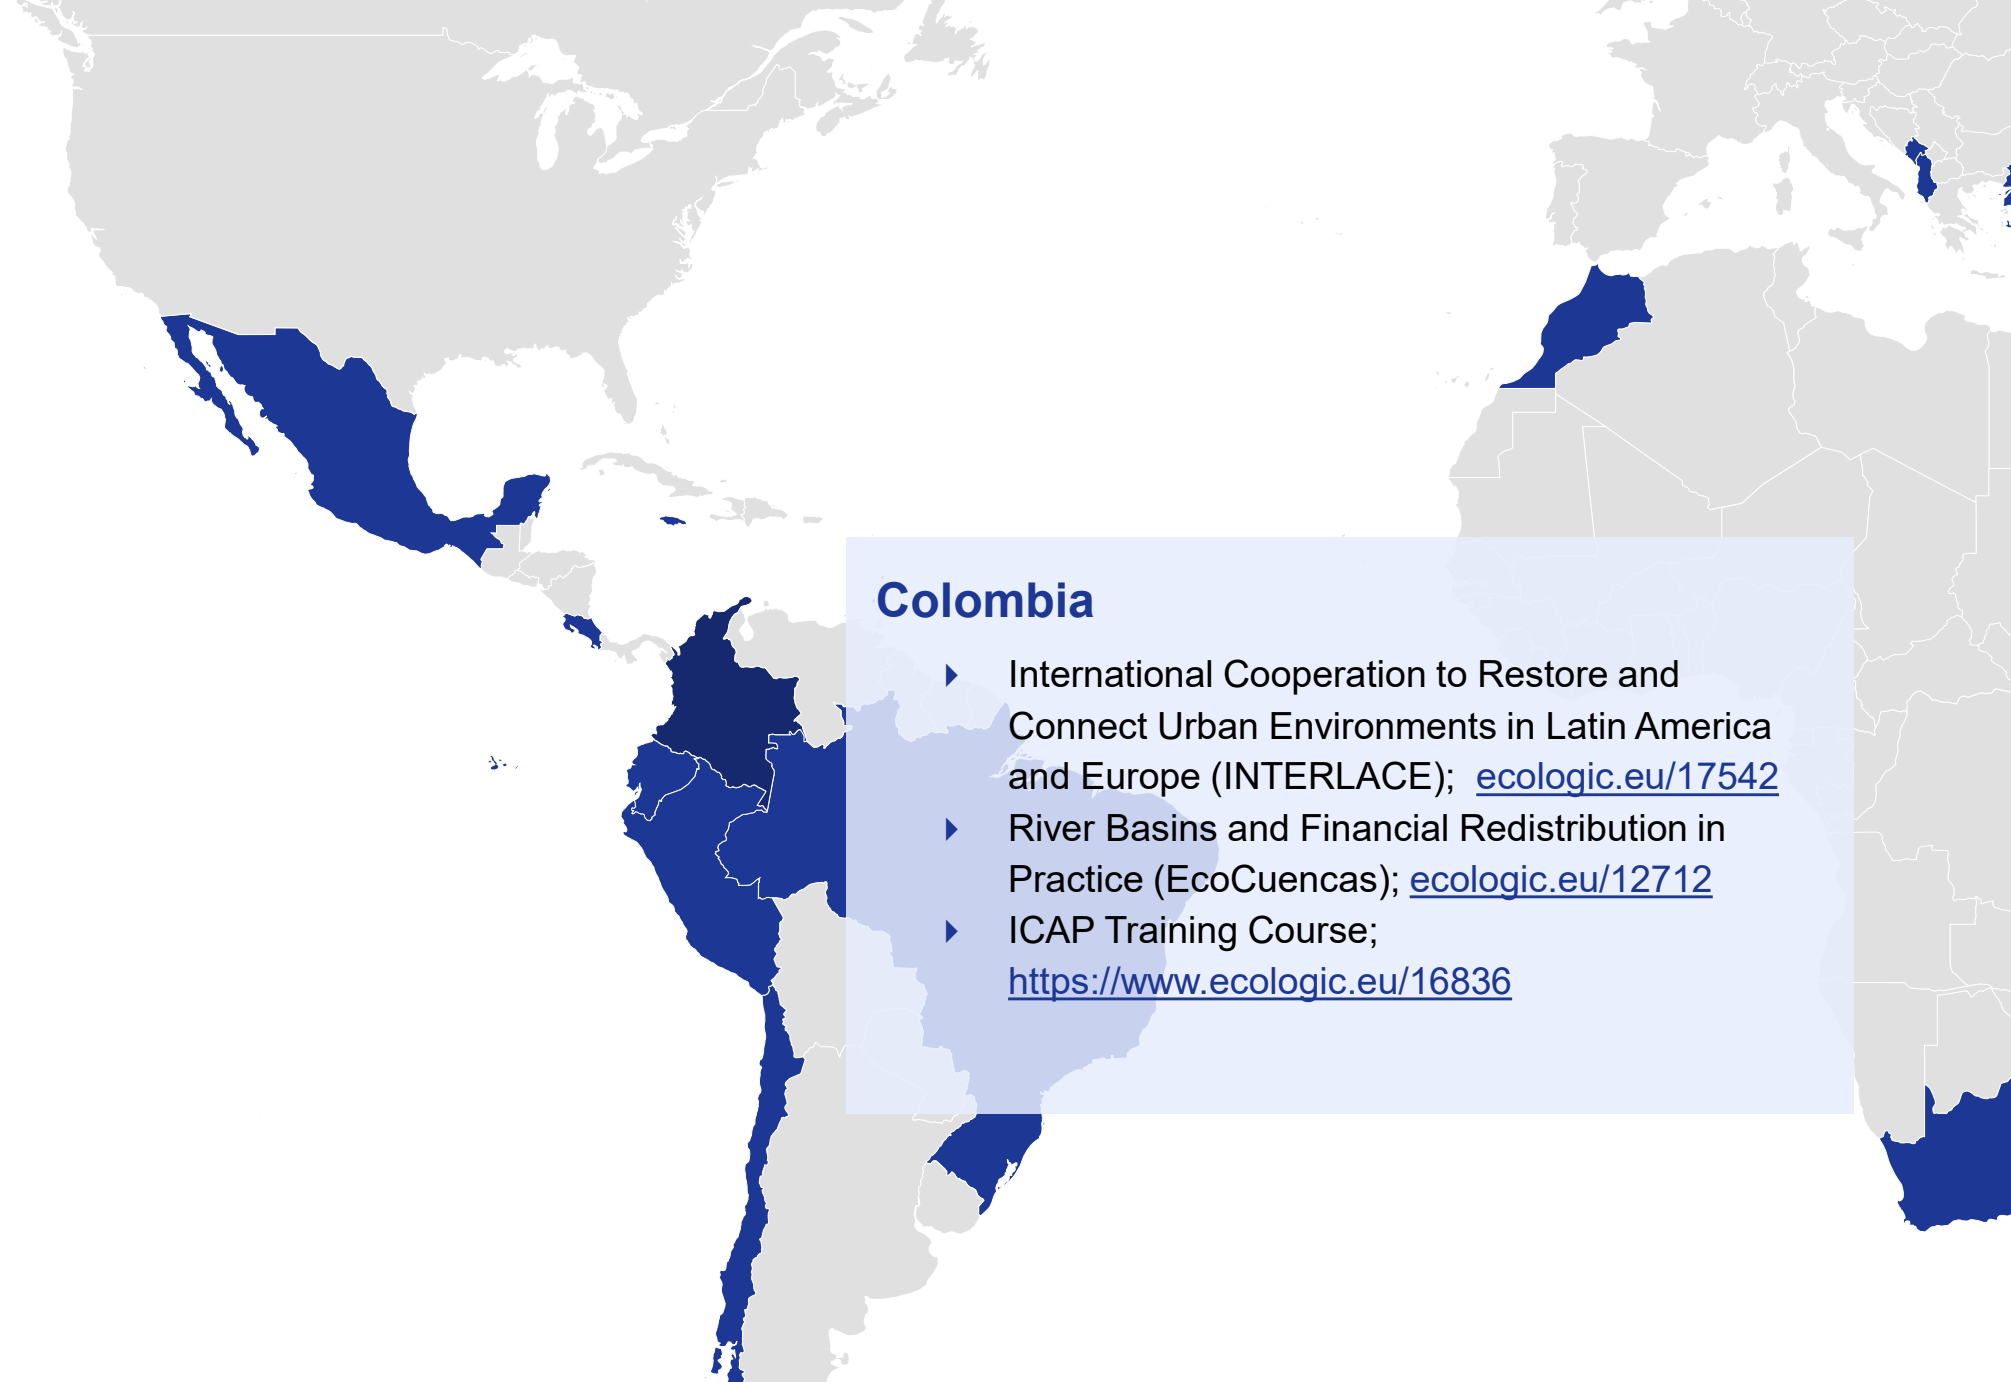 Colombia
International Cooperation to Restore and
Connect Urban Environments in Latin America
and Europe (INTERLACE);  ecologic.eu/17542
River Basins and Financial Redistribution in
Practice (EcoCuencas); ecologic.eu/12712
ICAP Training Course;
https://www.ecologic.eu/16836